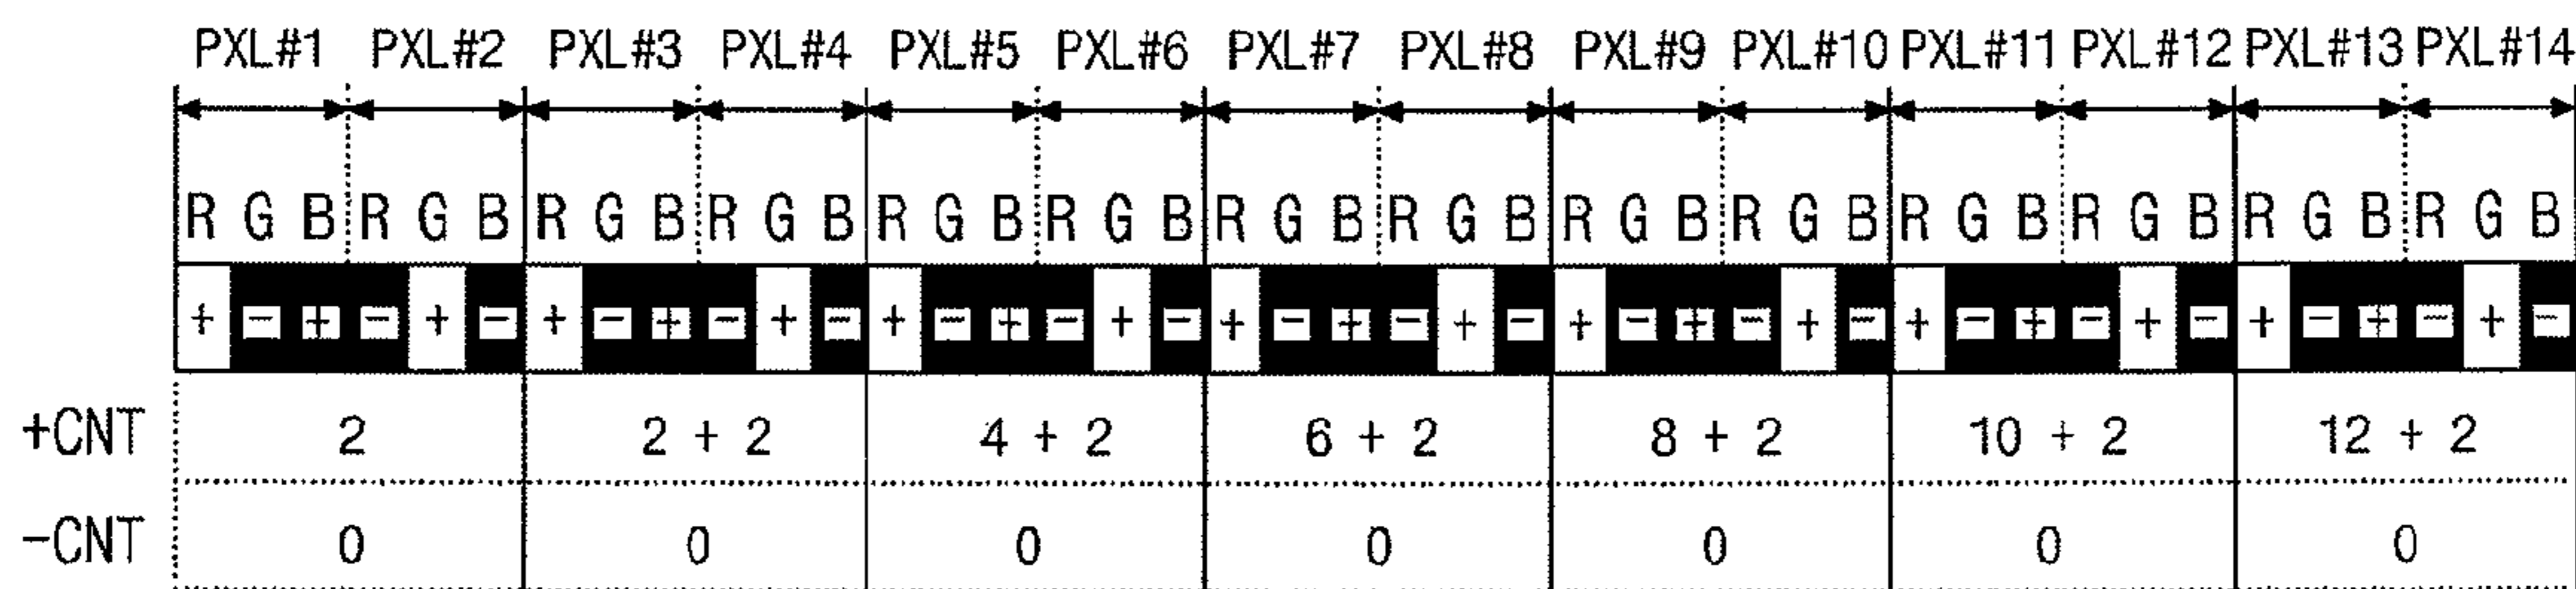 PXL#1 PXL#2 PXL#3 PXL#4 PXL#5 PXL#6 PXL#7 PXL#8 PXL#9 PXL#10 PXL#11 PXL#12 PXL#13 PXL#14
R G B R G B R G B R G B R G B R G B R G B R G B R G B R G B R G B R G B R G B R G B
+ − + − + − + − + − + − + − + − + − + − + − + − + − + − + − + − + − + − + − + − + −
+CNT 2 2 + 2 4 + 2 6 + 2 8 + 2 10 + 2 12 + 2
−CNT 0 0 0 0 0 0 0